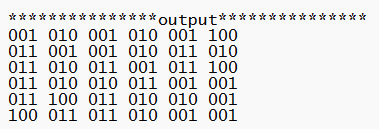 ***************output***************
001 010 001 010 001 100
011 001 001 010 011 010
011 010 011 001 011 100
011 010 010 011 001 001
011 100 011 010 010 001
100 011 011 010 001 001